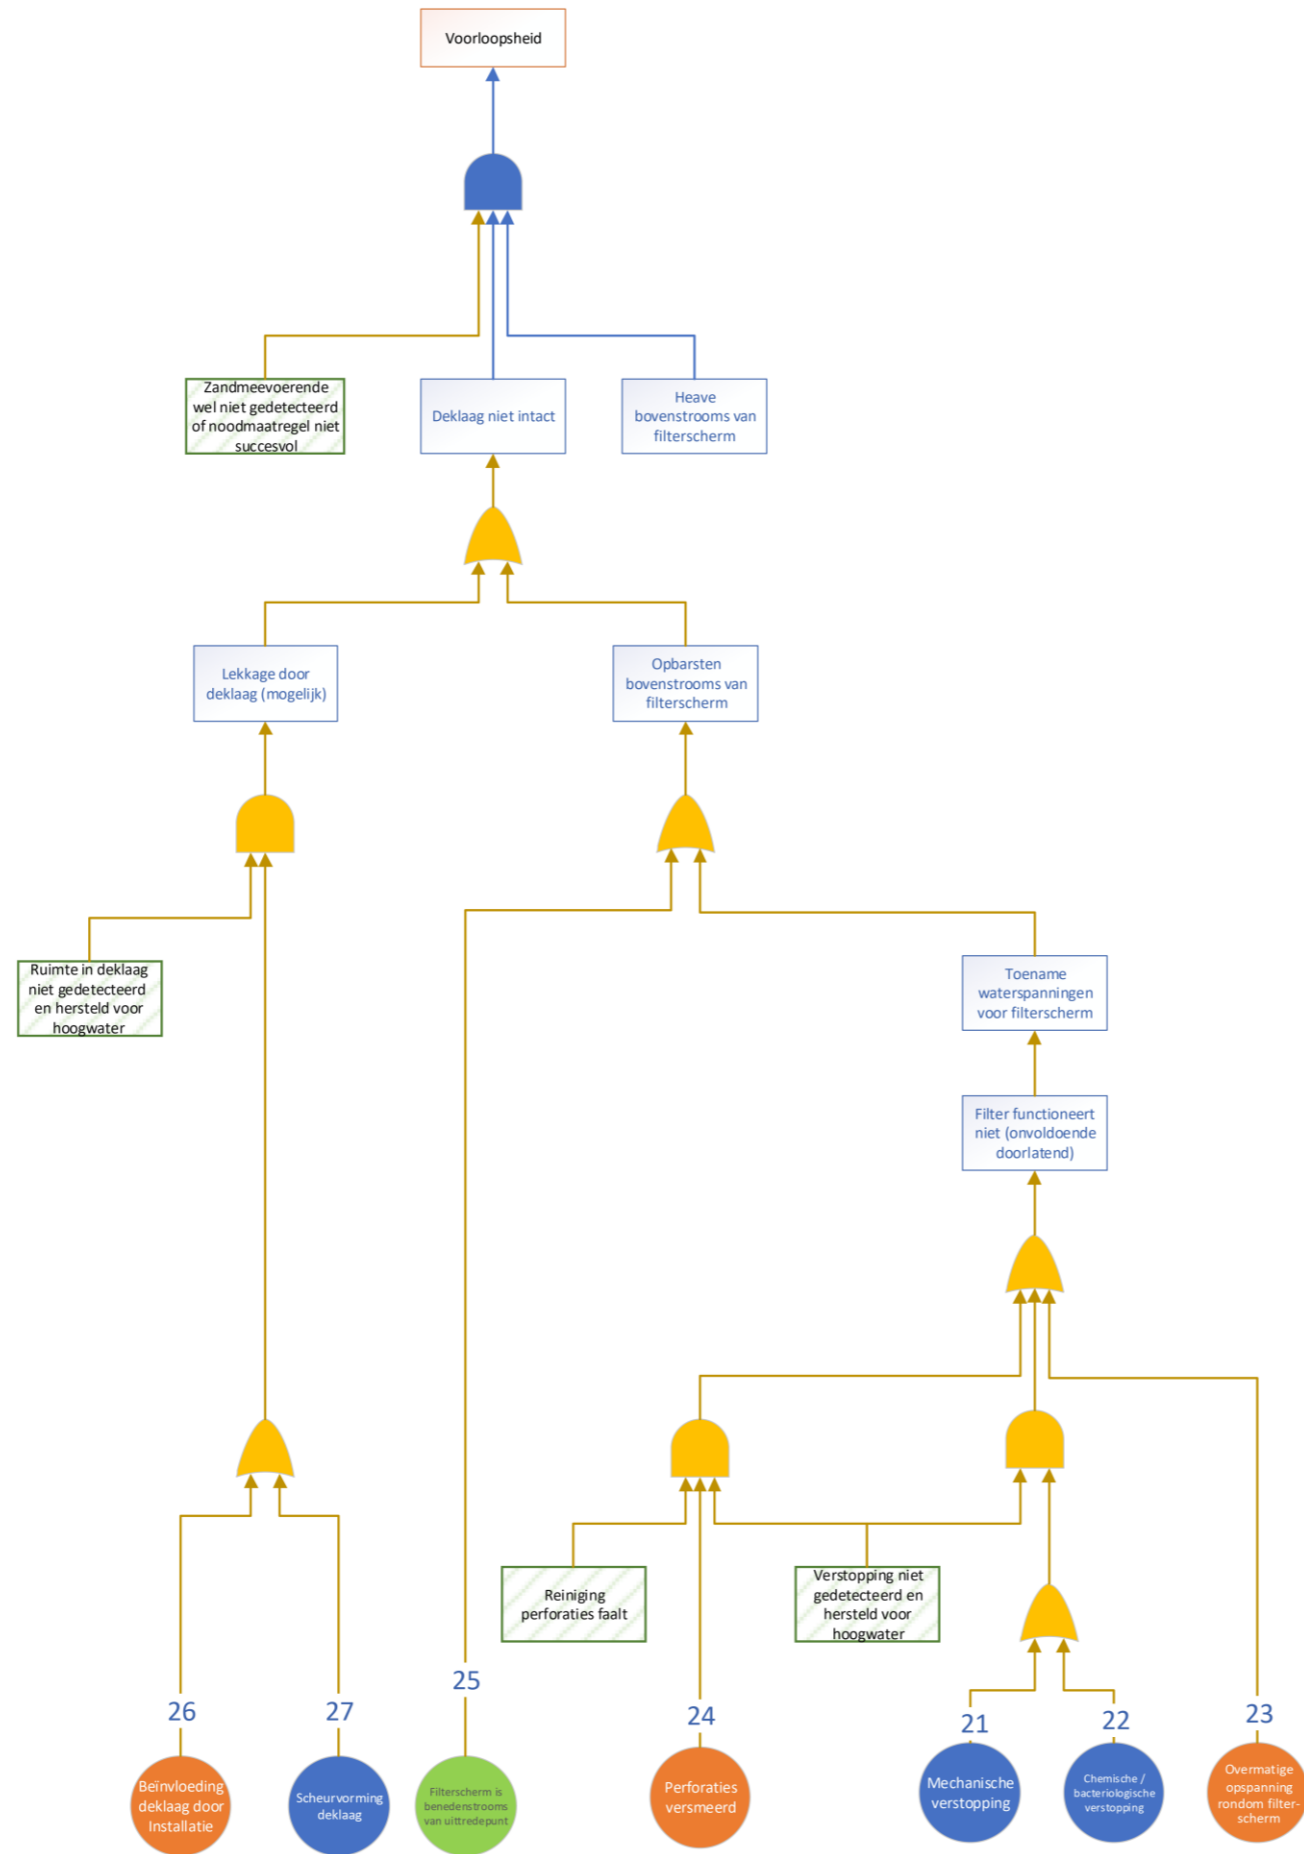 Voorloopsheid
Zandmeevoerende
wel niet gedetecteerd
of noodmaatregel niet
succesvol
Deklaag niet intact
Heave
bovenstrooms van
filterscherm
Lekkage door
deklaag (mogelijk)
Opbarsten
bovenstrooms van
filterscherm
Ruimte in deklaag
niet gedetecteerd
en hersteld voor
hoogwater
Toename
waterspanningen
voor filterscherm
Filter functioneert
niet (onvoldoende
doorlatend)
Reiniging
perforaties faalt
Verstopping niet
gedetecteerd en
hersteld voor
hoogwater
26
27
25
24
21
22
23
Beïnvloeding
deklaag door
Installatie
Scheurvorming
deklaag
Filterscherm is
benedenstrooms
van uittredepunt
Perforaties
versmeerd
Mechanische
verstopping
Chemische /
bacteriologische
verstopping
Overmatige
opspanning
rondom filter-
scherm